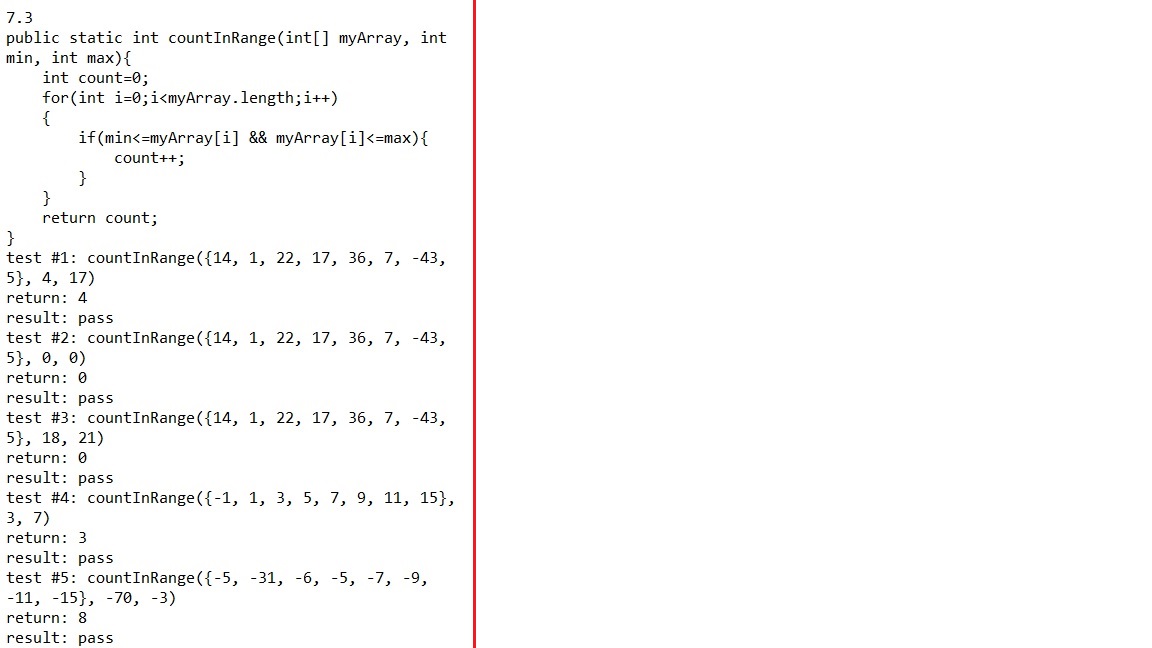 7.3
public static int countInRange(int[] myArray, int
min, int max){
    int count=0;
    for(int i=0;i<myArray.length;i++)
    {
        if(min<=myArray[i] && myArray[i]<=max){
            count++;
        }
    }
    return count;
}
test #1: countInRange({14, 1, 22, 17, 36, 7, -43,
5}, 4, 17)
return: 4
result: pass
test #2: countInRange({14, 1, 22, 17, 36, 7, -43,
5}, 0, 0)
return: 0
result: pass
test #3: countInRange({14, 1, 22, 17, 36, 7, -43,
5}, 18, 21)
return: 0
result: pass
test #4: countInRange({-1, 1, 3, 5, 7, 9, 11, 15},
3, 7)
return: 3
result: pass
test #5: countInRange({-5, -31, -6, -5, -7, -9,
-11, -15}, -70, -3)
return: 8
result: pass